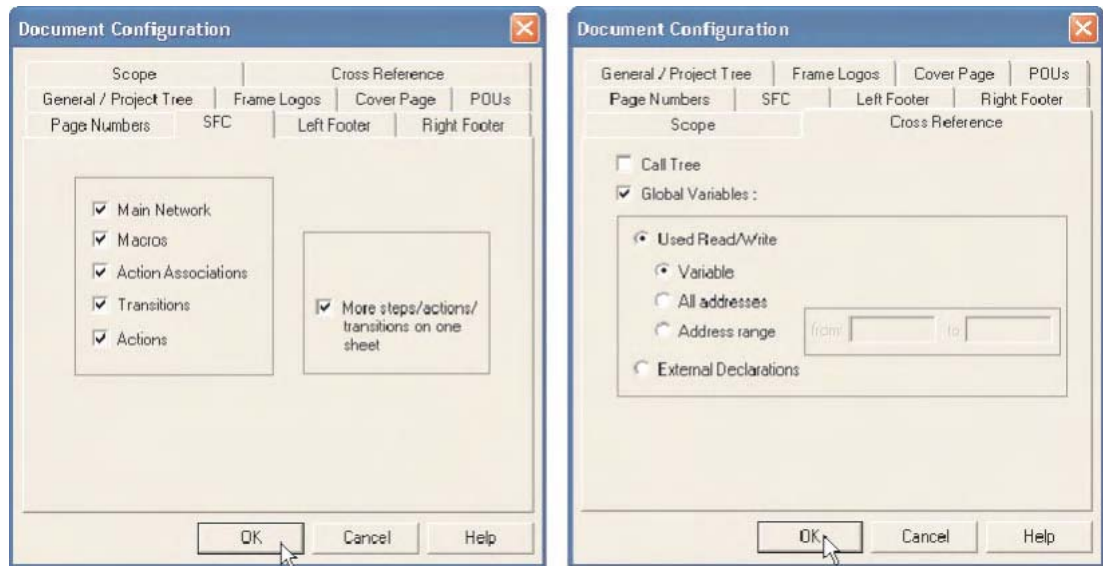 Document Configuration
Scope
Cross Reference
General / Project Tree
Frame Logos
Cover Page
POUs
Page Numbers
SFC
Left Footer
Right Footer
Main Network
Macros
Action Associations
Transitions
Actions
More steps/actions/
transitions on one
sheet
OK
Cancel
Help
Document Configuration
General / Project Tree
Frame Logos
Cover Page
POUs
Page Numbers
SFC
Left Footer
Right Footer
Scope
Cross Reference
Call Tree
Global Variables :
Used Read/Write
Variable
All addresses
Address range
from:
to:
External Declarations
OK
Cancel
Help